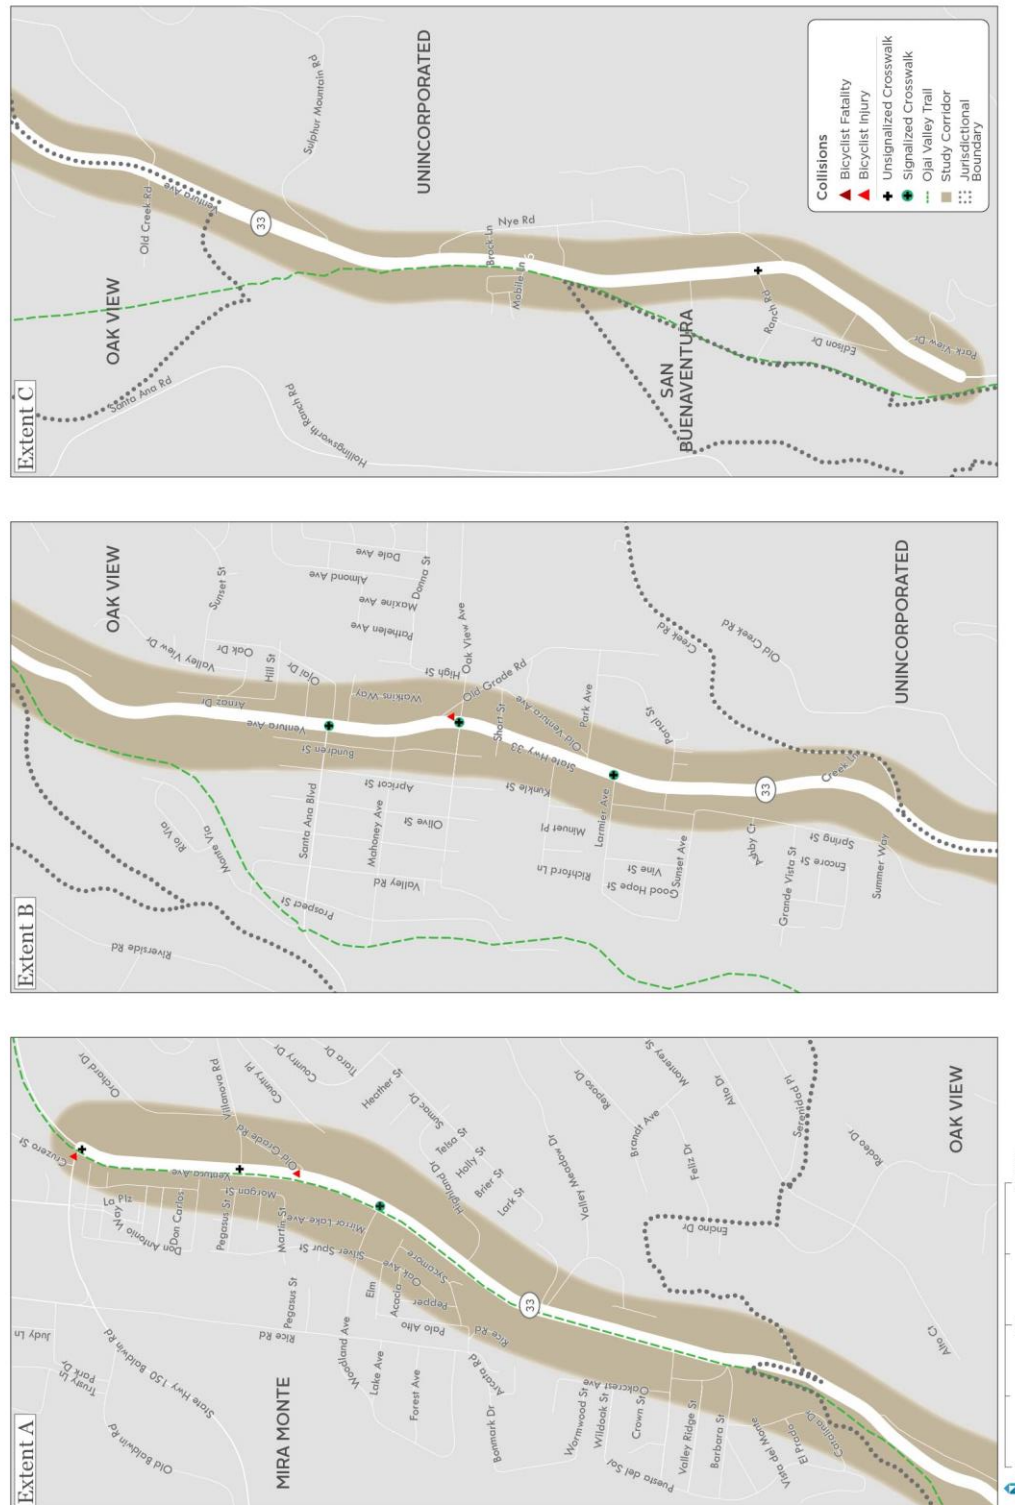 Extent C
OAK VIEW
Santa Ana Rd
Hollingsworth Ranch Rd
Old Creek Rd
Ventura Ave
33
Sulphur Mountain Rd
UNINCORPORATED
Brock Ln
Nye Rd
Mobile Ln
SAN
BUENAVENTURA
Ranch Rd
Edison Dr
Park View Dr
Collisions
Bicyclist Fatality
Bicyclist Injury
Unsignalized Crosswalk
Signalized Crosswalk
Ojai Valley Trail
Study Corridor
Jurisdictional
Boundary
Extent B
OAK VIEW
Sunset St
Valley View Dr
Oak Dr
Hill St
Ojai Dr
Arnaz Dr
Ventura Ave
Watkins Way
Bundren St
Dale Ave
Almond Ave
Maxine Ave
Pathelen Ave
Donna St
High St
Oak View Ave
Old Grade Rd
Short St
Old Ventura Ave
State Hwy 33
Park Ave
Portal St
Creek Rd
Old Creek Rd
UNINCORPORATED
Rio Via
Monte Via
Riverside Rd
Santa Ana Blvd
Prospect St
Apricot St
Mahoney Ave
Olive St
Valley Rd
Kunkle St
Minuet Pl
Larmier Ave
Richford Ln
Vine St
Good Hope St
Sunset Ave
33
Ashby Ct
Creek Ln
Spring St
Grande Vista St
Encore St
Summer Way
Extent A
Cruzero St
Orchard Dr
Villanova Rd
Country Pl
Country Dr
Tiara Dr
Old Grade Rd
Ventura Ave
Morgan St
La Paz
Don Antonio Way
Don Carlos
Pegasus St
Martin St
Mirror Lake Ave
Silver Spur St
Heather St
Sumac Dr
Telsa St
Holly St
Brier St
Lark St
Highland Dr
Valley Meadow Dr
Judy Ln
Park Dr
Trusty Ln
State Hwy 150 Baldwin Rd
Old Baldwin Rd
MIRA MONTE
Rice Rd
Pegasus St
Woodland Ave
Elm
Lake Ave
Acacia
Oak Ave
Sycamore
Pepper
Palo Alto
Forest Ave
Rice Rd
Arcata Rd
Bonmark Dr
33
Reposo Dr
Brandt Ave
Monterey St
Feliz Dr
Alto Dr
Serenidad Pl
Encino Dr
Rodeo Dr
OAK VIEW
Alto Ct
Wormwood St
Wildoak St
Oakcrest Ave
Crown St
Puesta del Sol
Valley Ridge St
Barbara St
Vista del Monte
El Prado
Catalina Dr